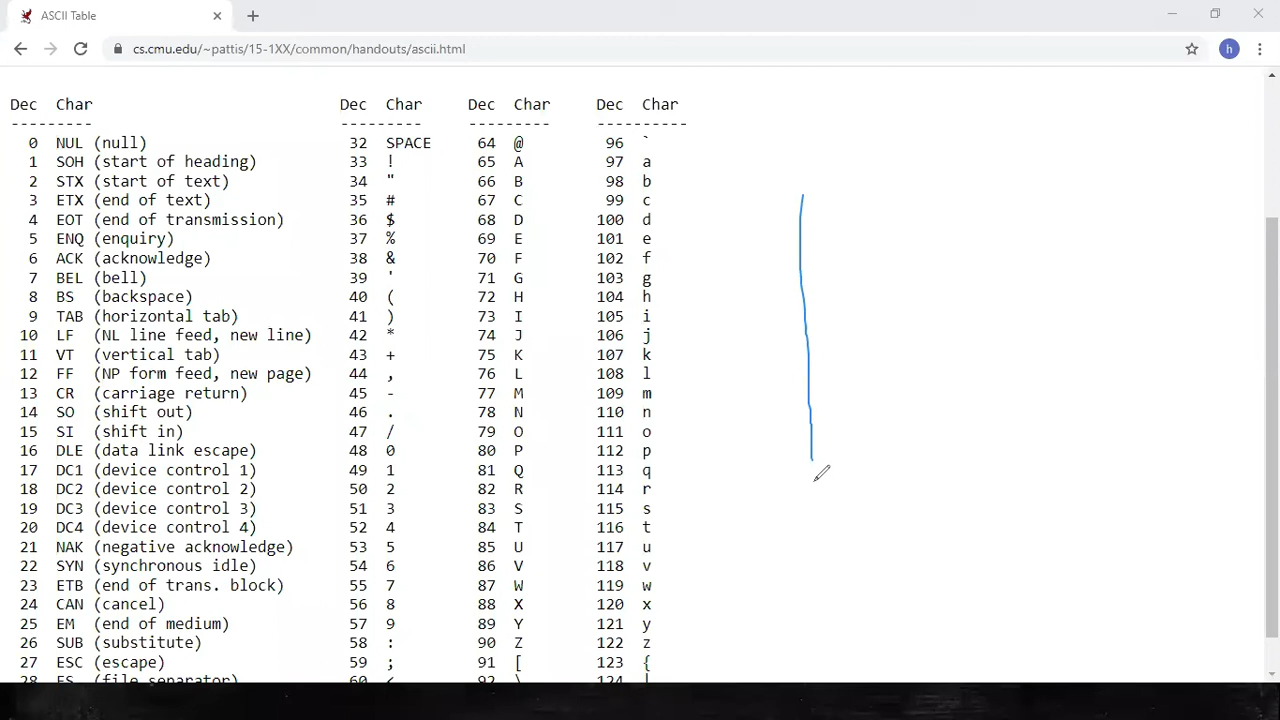 ASCII Table
cs.cmu.edu/~pattis/15-1XX/common/handouts/ascii.html
h
Dec Char Dec Char Dec Char Dec Char
--------- --------- --------- ----------
0 NUL (null) 32 SPACE 64 @ 96 `
1 SOH (start of heading) 33 ! 65 A 97 a
2 STX (start of text) 34 " 66 B 98 b
3 ETX (end of text) 35 # 67 C 99 c
4 EOT (end of transmission) 36 $ 68 D 100 d
5 ENQ (enquiry) 37 % 69 E 101 e
6 ACK (acknowledge) 38 & 70 F 102 f
7 BEL (bell) 39 ' 71 G 103 g
8 BS (backspace) 40 ( 72 H 104 h
9 TAB (horizontal tab) 41 ) 73 I 105 i
10 LF (NL line feed, new line) 42 * 74 J 106 j
11 VT (vertical tab) 43 + 75 K 107 k
12 FF (NP form feed, new page) 44 , 76 L 108 l
13 CR (carriage return) 45 - 77 M 109 m
14 SO (shift out) 46 . 78 N 110 n
15 SI (shift in) 47 / 79 O 111 o
16 DLE (data link escape) 48 0 80 P 112 p
17 DC1 (device control 1) 49 1 81 Q 113 q
18 DC2 (device control 2) 50 2 82 R 114 r
19 DC3 (device control 3) 51 3 83 S 115 s
20 DC4 (device control 4) 52 4 84 T 116 t
21 NAK (negative acknowledge) 53 5 85 U 117 u
22 SYN (synchronous idle) 54 6 86 V 118 v
23 ETB (end of trans. block) 55 7 87 W 119 w
24 CAN (cancel) 56 8 88 X 120 x
25 EM (end of medium) 57 9 89 Y 121 y
26 SUB (substitute) 58 : 90 Z 122 z
27 ESC (escape) 59 ; 91 [ 123 {
28 FS (file separator) 60 < 92 \ 124 |